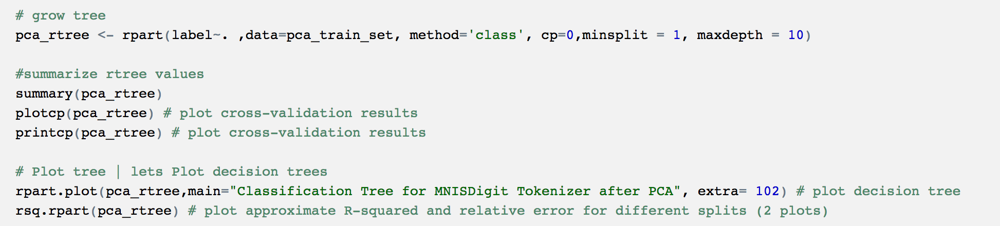 # grow tree
pca_rtree <- rpart(label~. ,data=pca_train_set, method='class', cp=0,minsplit = 1, maxdepth = 10)
#summarize rtree values
summary(pca_rtree)
plotcp(pca_rtree) # plot cross-validation results
printcp(pca_rtree) # plot cross-validation results
# Plot tree | lets Plot decision trees
rpart.plot(pca_rtree,main="Classification Tree for MNISDigit Tokenizer after PCA", extra= 102) # plot decision tree
rsq.rpart(pca_rtree) # plot approximate R-squared and relative error for different splits (2 plots)